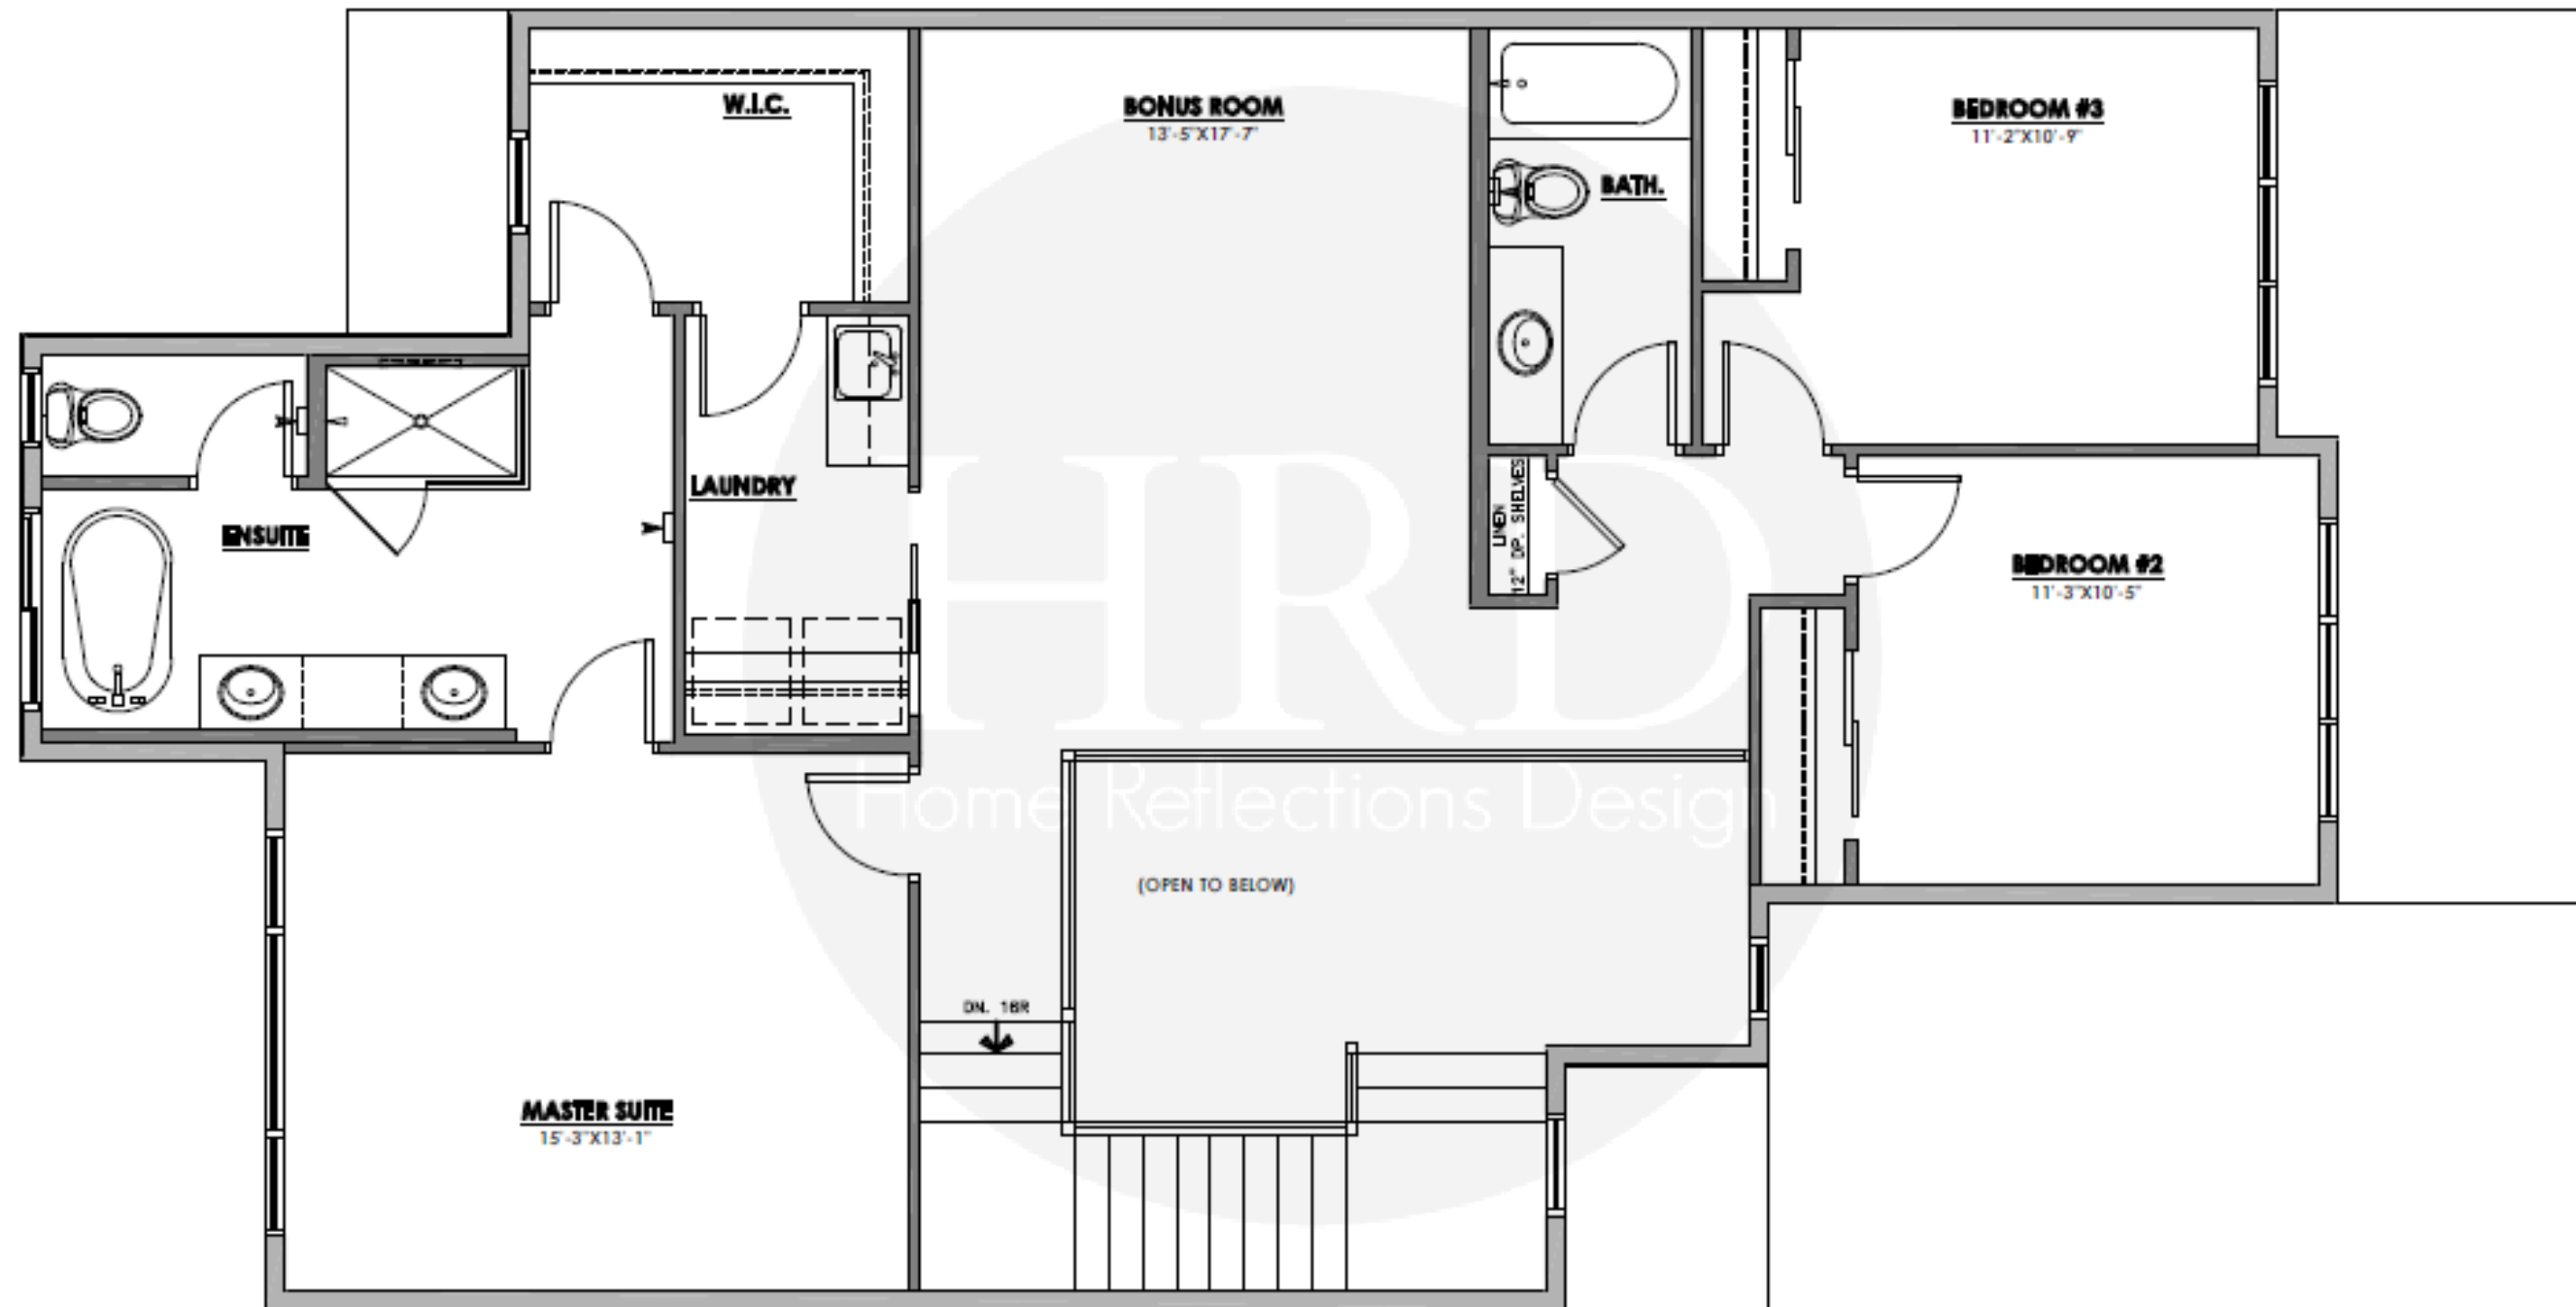 W.I.C.
BONUS ROOM
13'-5"X17'-7"
BATH.
BEDROOM #3
11'-2"X10'-9"
LAUNDRY
ENSUITE
LINEN
12" DP. SHELVES
BEDROOM #2
11'-3"X10'-5"
HRD
Home Reflections Design
(OPEN TO BELOW)
DN. 16R
MASTER SUITE
15'-3"X13'-1"